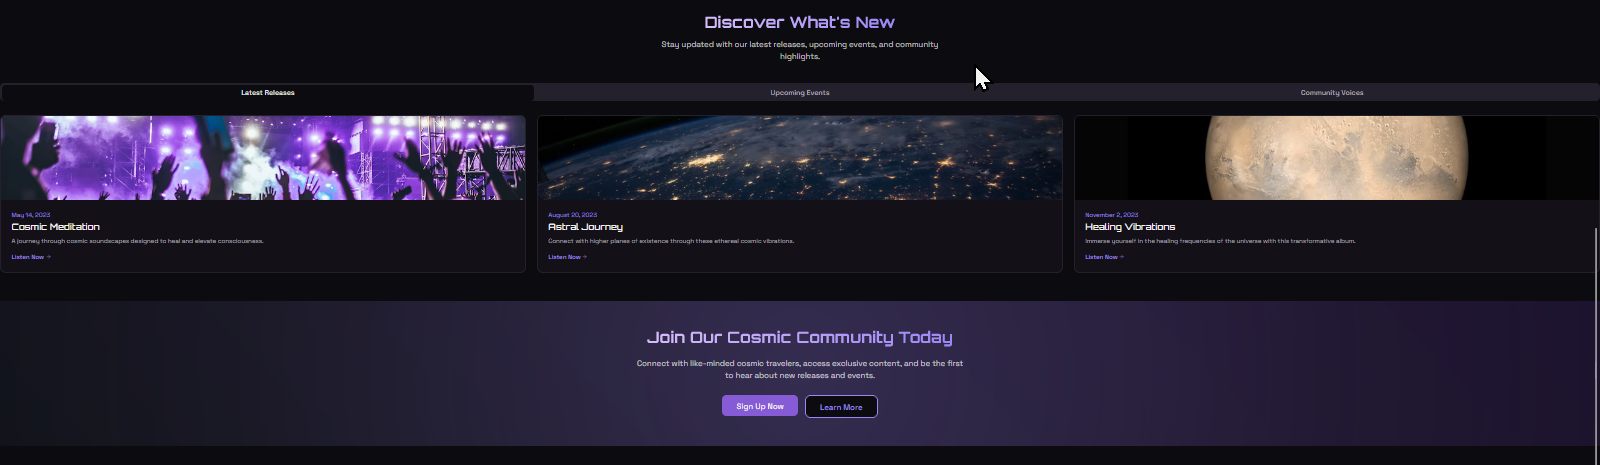 Discover What's New
Stay updated with our latest releases, upcoming events, and community
highlights.
Latest Releases
Upcoming Events
Community Voices
May 14, 2023
Cosmic Meditation
A journey through cosmic soundscapes designed to heal and elevate consciousness.
Listen Now →
August 20, 2023
Astral Journey
Connect with higher planes of existence through these ethereal cosmic vibrations.
Listen Now →
November 2, 2023
Healing Vibrations
Immerse yourself in the healing frequencies of the universe with this transformative album.
Listen Now →
Join Our Cosmic Community Today
Connect with like-minded cosmic travelers, access exclusive content, and be the first
to hear about new releases and events.
Sign Up Now
Learn More